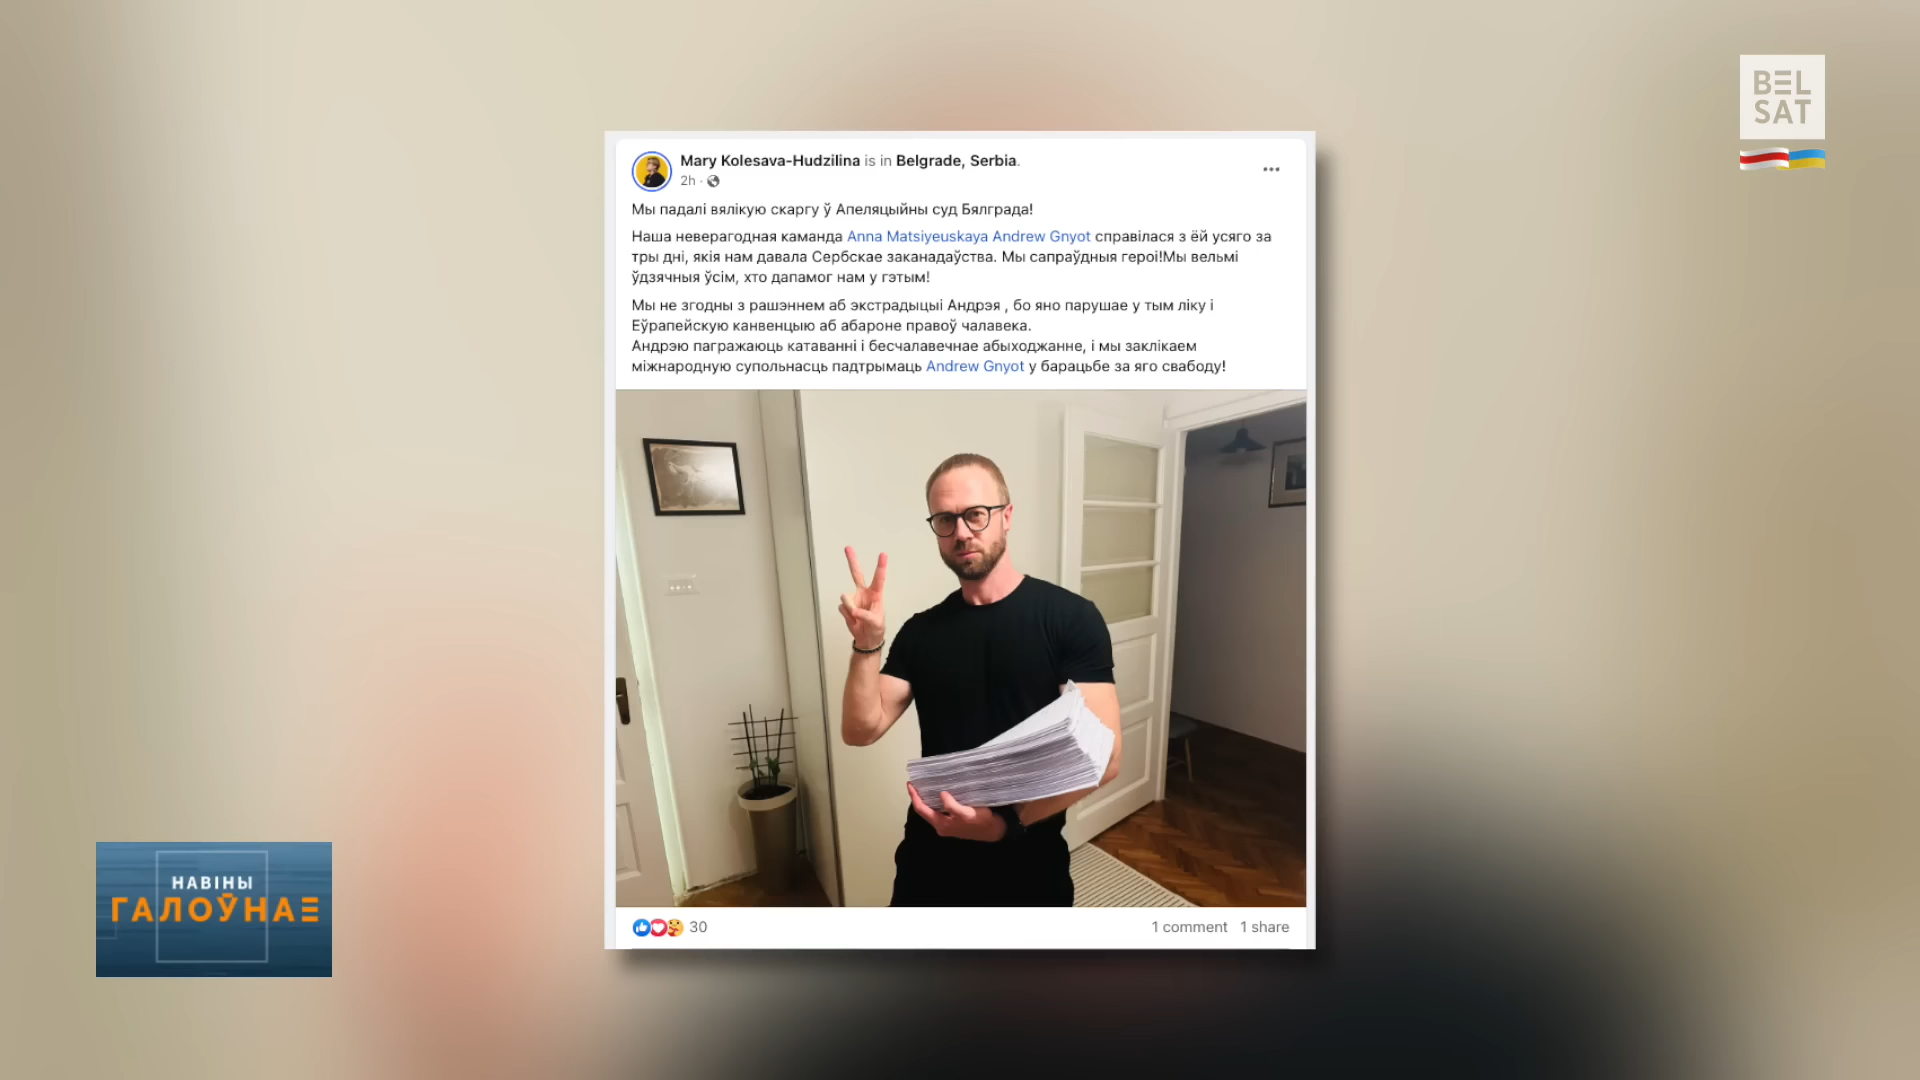 BEL
SAT
Mary Kolesava-Hudzilina is in Belgrade, Serbia.
2h ·
Мы падалі вялікую скаргу ў Апеляцыйны суд Бялграда!
Наша неверагодная каманда Anna Matsiyeuskaya Andrew Gnyot справілася з ёй усяго за
тры дні, якія нам давала Сербскае заканадаўства. Мы сапраўдныя героі!Мы вельмі
ўдзячныя ўсім, хто дапамог нам у гэтым!
Мы не згодны з рашэннем аб экстрадыцыі Андрэя , бо яно парушае у тым ліку і
Еўрапейскую канвенцыю аб абароне правоў чалавека.
Андрэю пагражаюць катаванні і бесчалавечнае абыходжанне, і мы заклікаем
міжнародную супольнасць падтрымаць Andrew Gnyot у барацьбе за яго свабоду!
30
1 comment 1 share
НАВІНЫ
ГАЛОЎНАЕ